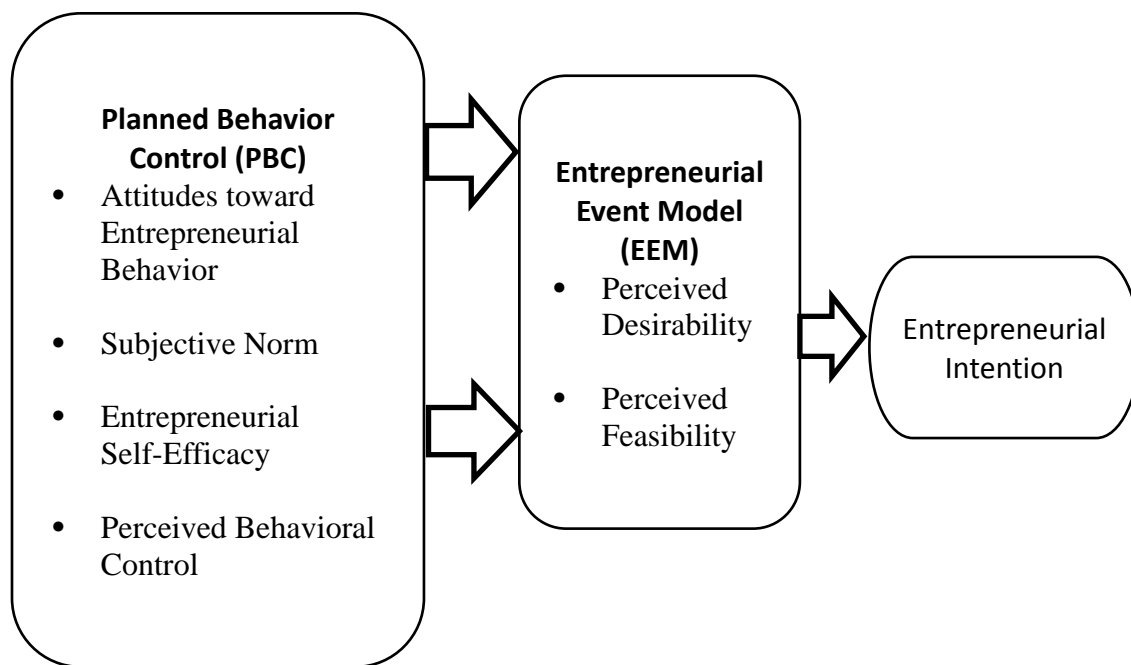 Planned Behavior
Control (PBC)
• Attitudes toward
Entrepreneurial
Behavior
• Subjective Norm
• Entrepreneurial
Self-Efficacy
• Perceived Behavioral
Control
Entrepreneurial
Event Model
(EEM)
• Perceived
Desirability
• Perceived
Feasibility
Entrepreneurial
Intention